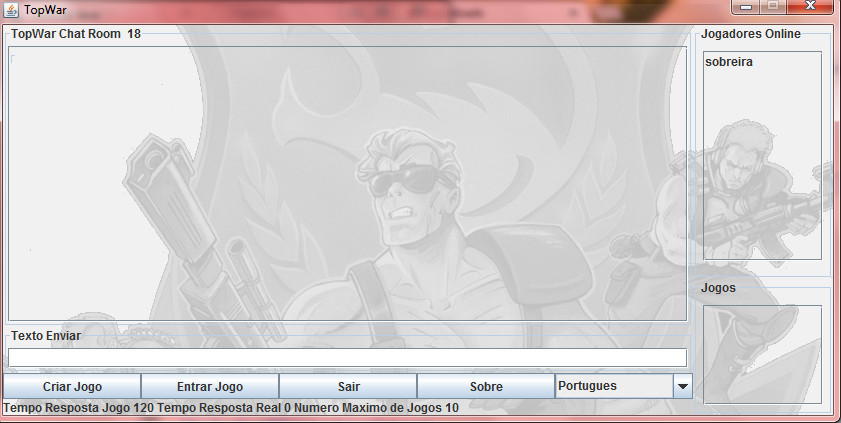 TopWar
TopWar Chat Room 18
Jogadores Online
sobreira
Jogos
Texto Enviar
Criar Jogo
Entrar Jogo
Sair
Sobre
Portugues
Tempo Resposta Jogo 120 Tempo Resposta Real 0 Numero Maximo de Jogos 10